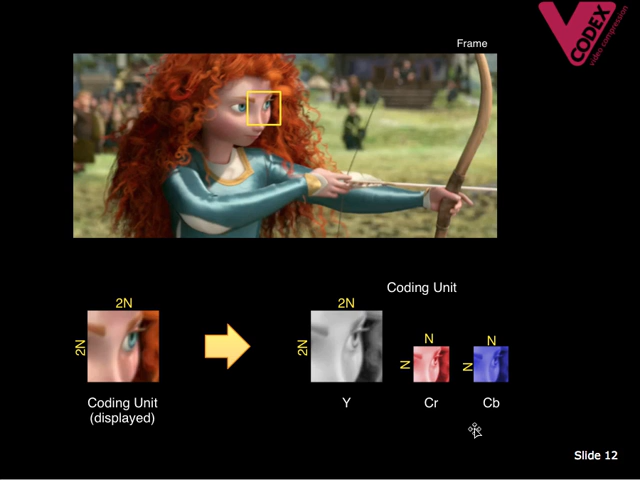 VCODEX
video compression
Frame
Coding Unit
2N
2N
2N
2N
N
N
N
N
Coding Unit
(displayed)
Y
Cr
Cb
Slide 12